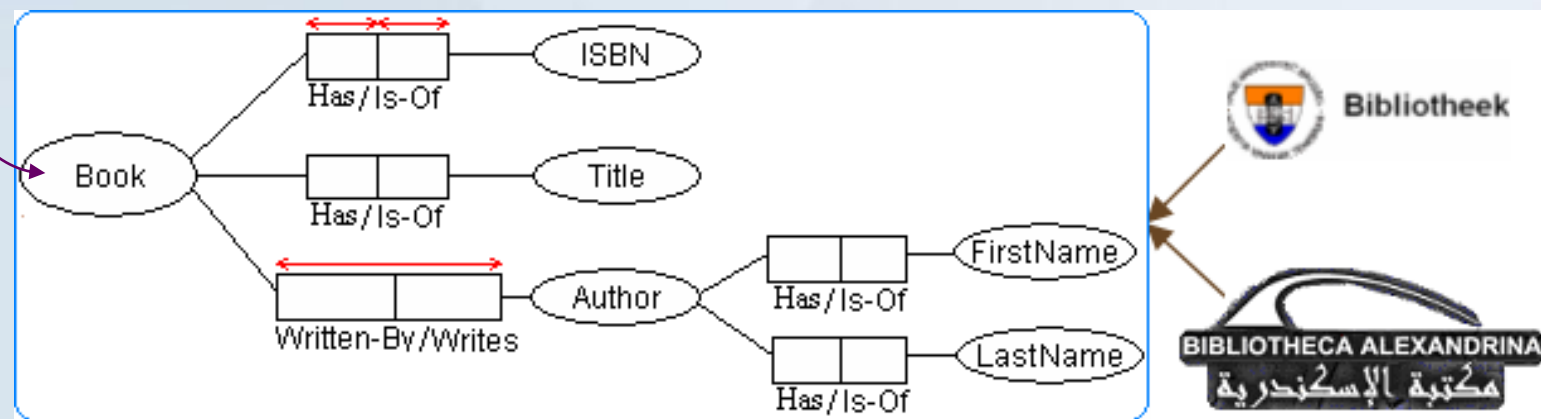 ISBN
Has/Is-Of
Book
Title
Has/Is-Of
Author
Written-By/Writes
FirstName
Has/Is-Of
LastName
Has/Is-Of
Bibliotheek
BIBLIOTHECA ALEXANDRINA
مكتبة الإسكندرية